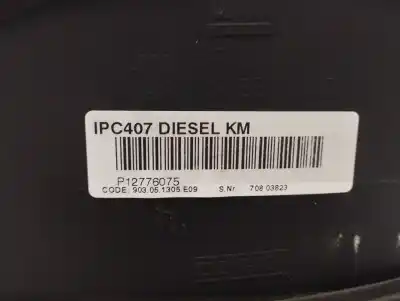 IPC407 DIESEL KM
P12776075
CODE: 903.05.1305.E09 S.Nr 708 03823